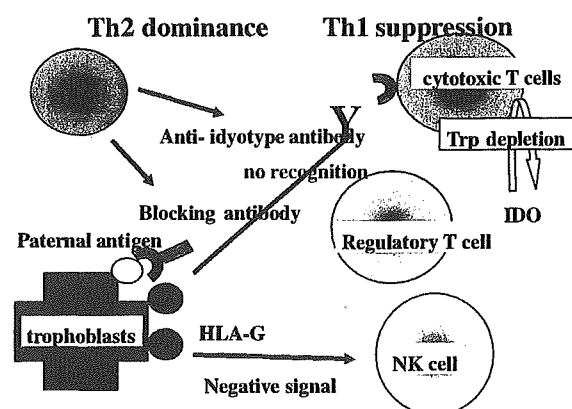 Th2 dominance
Th1 suppression
cytotoxic T cells
Anti- idyotype antibody
Trp depletion
no recognition
Blocking antibody
IDO
Paternal antigen
Regulatory T cell
trophoblasts
HLA-G
NK cell
Negative signal